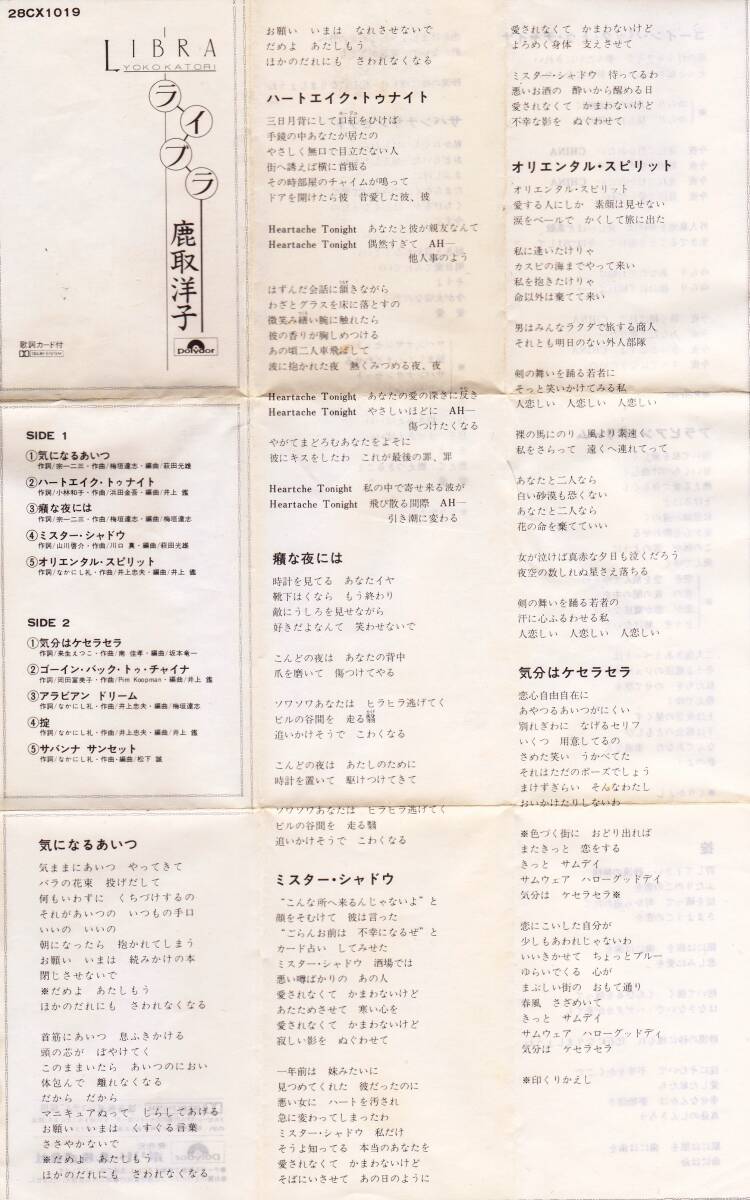 28CX1019
LIBRA
YOKO KATORI
ライブラ
鹿取洋子
歌詞カード付
DOLBY SYSTEM
polydor
SIDE 1
①気になるあいつ
作詞/宗一二三・作曲/梅垣達志・編曲/萩田光雄
②ハートエイク・トゥナイト
作詞/小林和子・作曲/浜田金吾・編曲/井上 鑑
③癪な夜には
作詞/宗一二三・作曲/梅垣達志・編曲/梅垣達志
④ミスター・シャドウ
作詞/山川啓介・作曲/川口 真・編曲/萩田光雄
⑤オリエンタル・スピリット
作詞/なかにし礼・作曲/井上忠夫・編曲/井上 鑑
SIDE 2
①気分はケセラセラ
作詞/来生えつこ・作曲/南 佳孝・編曲/坂本竜一
②ゴーイン・バック・トゥ・チャイナ
作詞/岡田冨美子・作曲/Pim Koopman・編曲/井上 鑑
③アラビアン ドリーム
作詞/なかにし礼・作曲/井上忠夫・編曲/梅垣達志
④掟
作詞/なかにし礼・作曲/井上忠夫・編曲/井上 鑑
⑤サバンナ サンセット
作詞/なかにし礼・作曲・編曲/松下 誠
気になるあいつ
気ままにあいつ やってきて
バラの花束 投げだして
何もいわずに くちづけするの
それがあいつの いつもの手口
いいの いいの
朝になったら 抱かれてしまう
お願い いまは 続みかけの本
閉じさせないで
※だめよ あたしもう
ほかのだれにも さわれなくなる
首筋にあいつ 息ふきかける
頭の芯が ぼやけてく
このままいたら あいつのにおい
体包んで 離れなくなる
だから だから
マニキュアぬって じらしてあげる
お願い いまは くすぐる言葉
ささやかないで
※だめよ あたしもう
ほかのだれにも さわれなくなる
お願い いまは なれさせないで
だめよ あたしもう
ほかのだれにも さわれなくなる
ハートエイク・トゥナイト
三日月背にして口紅をひけば
手鏡の中あなたが居たの
やさしく無口で目立たない人
街へ誘えば横に首振る
その時部屋のチャイムが鳴って
ドアを開けたら彼 昔愛した彼、彼
Heartache Tonight あなたと彼が親友なんて
Heartache Tonight 偶然すぎて AH—
他人事のよう
はずんだ会話に頷きながら
わざとグラスを床に落とすの
微笑み繕い腕に触れたら
彼の香りが胸しめつける
あの頃二人車飛ばして
波に抱かれた夜 熱くみつめる夜、夜
Heartache Tonight あなたの愛の深さに反き
Heartache Tonight やさしいほどに AH—
傷つけたくなる
やがてまどろむあなたをよそに
彼にキスをしたわ これが最後の罪、罪
Heartche Tonight 私の中で寄せ来る波が
Heartache Tonight 飛び散る間際 AH—
引き潮に変わる
癪な夜には
時計を見てる あなたイヤ
靴下はくなら もう終わり
敵にうしろを見せながら
好きだよなんて 笑わせないで
こんどの夜は あなたの背中
爪を磨いて 傷つけてやる
ソワソワあなたは ヒラヒラ逃げてく
ビルの谷間を 走る騒
追いかけそうで こわくなる
こんどの夜は あたしのために
時計を置いて 駆けつけてきて
ソワソワあなたは ヒラヒラ逃げてく
ビルの谷間を 走る騒
追いかけそうで こわくなる
ミスター・シャドウ
“こんな所へ来るんじゃないよ”と
顔をそむけて 彼は言った
“ごらんお前は 不幸になるぜ”と
カード占い してみせた
ミスター・シャドウ 酒場では
悪い噂ばかりの あの人
愛されなくて かまわないけど
あたためさせて 寒い心を
愛されなくて かまわないけど
寂しい影を ぬぐわせて
一年前は 妹みたいに
見つめてくれた 彼だったのに
悪い女に ハートを汚され
急に変わってしまったわ
ミスター・シャドウ 私だけ
そうよ知ってる 本当のあなたを
愛されなくて かまわないけど
そばにいさせて あの日のように
愛されなくて かまわないけど
よろめく身体 支えさせて
ミスター・シャドウ 待ってるわ
悪いお酒の 酔いから醒める日
愛されなくて かまわないけど
不幸な影を ぬぐわせて
オリエンタル・スピリット
オリエンタル・スピリット
愛する人にしか 素顔は見せない
涙をベールで かくして旅に出た
私に逢いたけりゃ
カスピの海までやって来い
私を抱きたけりゃ
命以外は棄てて来い
男はみんなラクダで旅する商人
それとも明日のない外人部隊
剣の舞いを踊る若者に
そっと笑いかけてみる私
人恋しい 人恋しい 人恋しい
裸の馬にのり 風より素速く
私をさらって 遠くへ連れてって
あなたと二人なら
白い砂漠も恐くない
あなたと二人なら
花の命を棄てていい
女が泣けば真赤な夕日も泣くだろう
夜空の数しれぬ星さえ落ちる
剣の舞いを踊る若者の
汗に心ふるわせる私
人恋しい 人恋しい 人恋しい
気分はケセラセラ
恋心自由自在に
あやつるあいつがにくい
別れぎわに なげるセリフ
いくつ 用意してるの
さめた笑い うかべてた
それはただのポーズでしょう
まけずぎらい そんなわたし
おいかけたりしないわ
※色づく街に おどり出れば
またきっと 恋をする
きっと サムデイ
サムウェア ハローグッドデイ
気分は ケセラセラ※
恋にこいした自分が
少しもあわれじゃないわ
いいきかせて ちょっとブルー
ゆらいでくる 心が
まぶしい街の おもて通り
春風 さざめいて
きっと サムデイ
サムウェア ハローグッドディ
気分は ケセラセラ
※印くりかえし